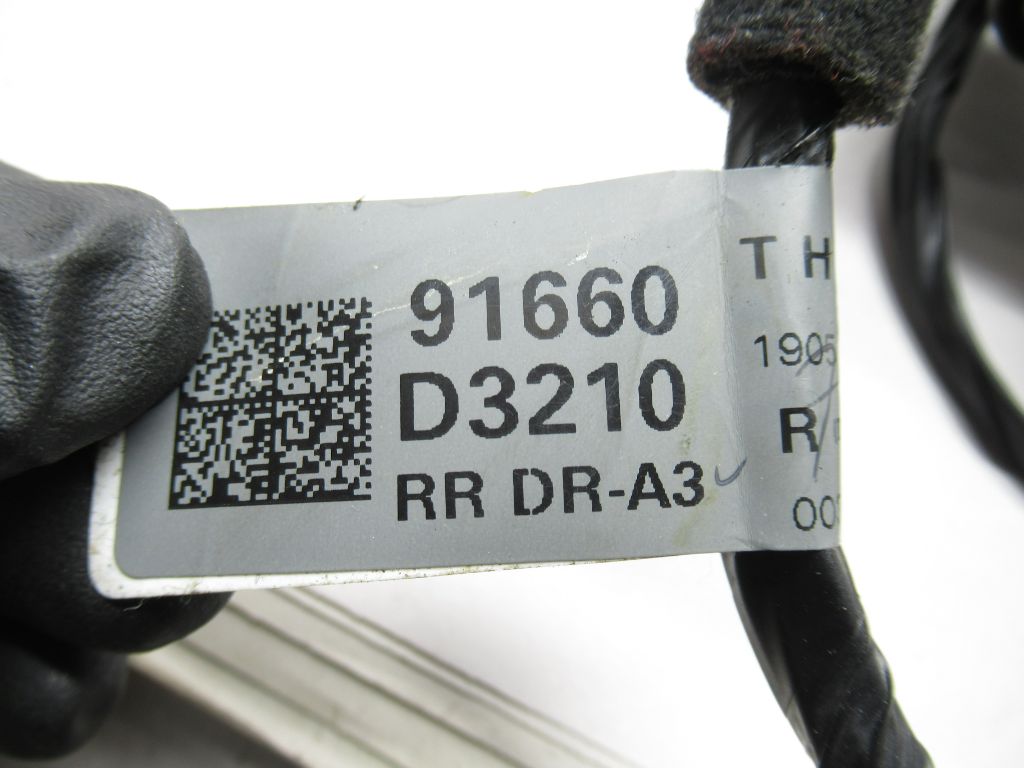 91660
D3210
RR DR-A3
T H
1905
R/
00